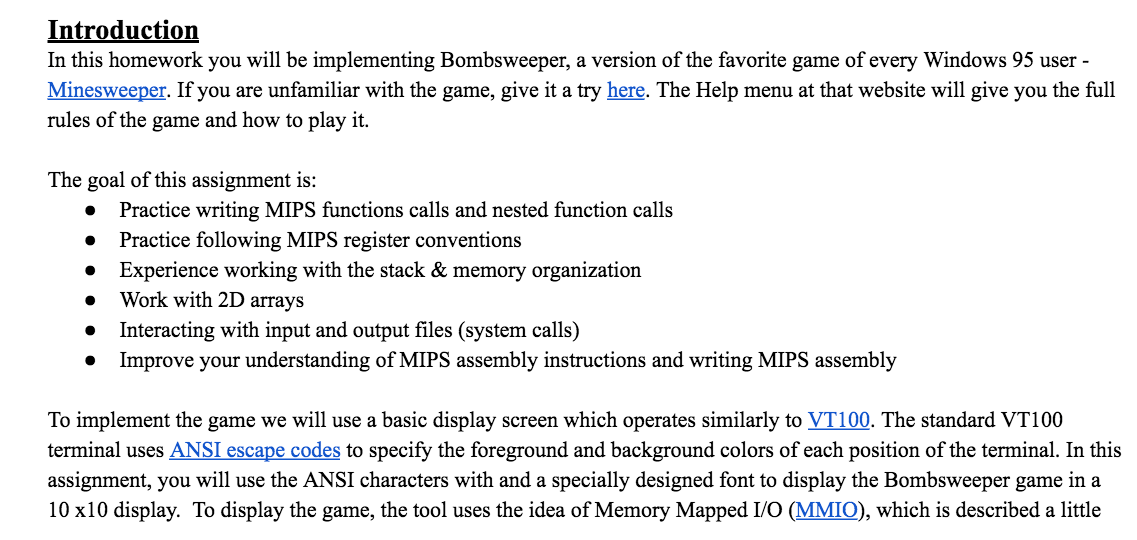 Introduction
In this homework you will be implementing Bombsweeper, a version of the favorite game of every Windows 95 user -
Minesweeper. If you are unfamiliar with the game, give it a try here. The Help menu at that website will give you the full
rules of the game and how to play it.
The goal of this assignment is:
● Practice writing MIPS functions calls and nested function calls
● Practice following MIPS register conventions
● Experience working with the stack & memory organization
● Work with 2D arrays
● Interacting with input and output files (system calls)
● Improve your understanding of MIPS assembly instructions and writing MIPS assembly
To implement the game we will use a basic display screen which operates similarly to VT100. The standard VT100
terminal uses ANSI escape codes to specify the foreground and background colors of each position of the terminal. In this
assignment, you will use the ANSI characters with and a specially designed font to display the Bombsweeper game in a
10 x10 display. To display the game, the tool uses the idea of Memory Mapped I/O (MMIO), which is described a little